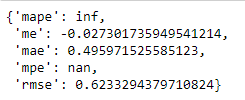 {'mape': inf,
'me': -0.027301735949541214,
'mae': 0.495971525585123,
'mpe': nan,
'rmse': 0.6233294379710824}